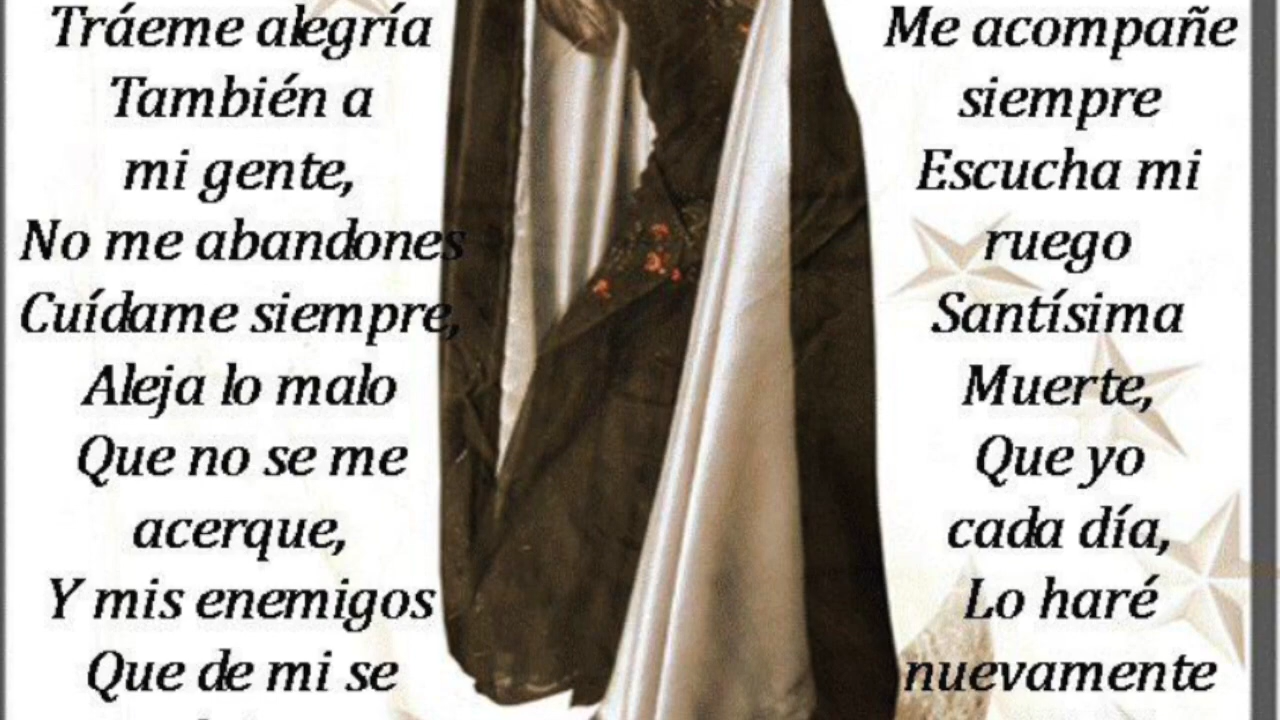 Tráeme alegría
También a
mi gente,
No me abandones
Cuídame siempre,
Aleja lo malo
Que no se me
acerque,
Y mis enemigos
Que de mi se
Me acompañe
siempre
Escucha mi
ruego
Santísima
Muerte,
Que yo
cada día,
Lo haré
nuevamente